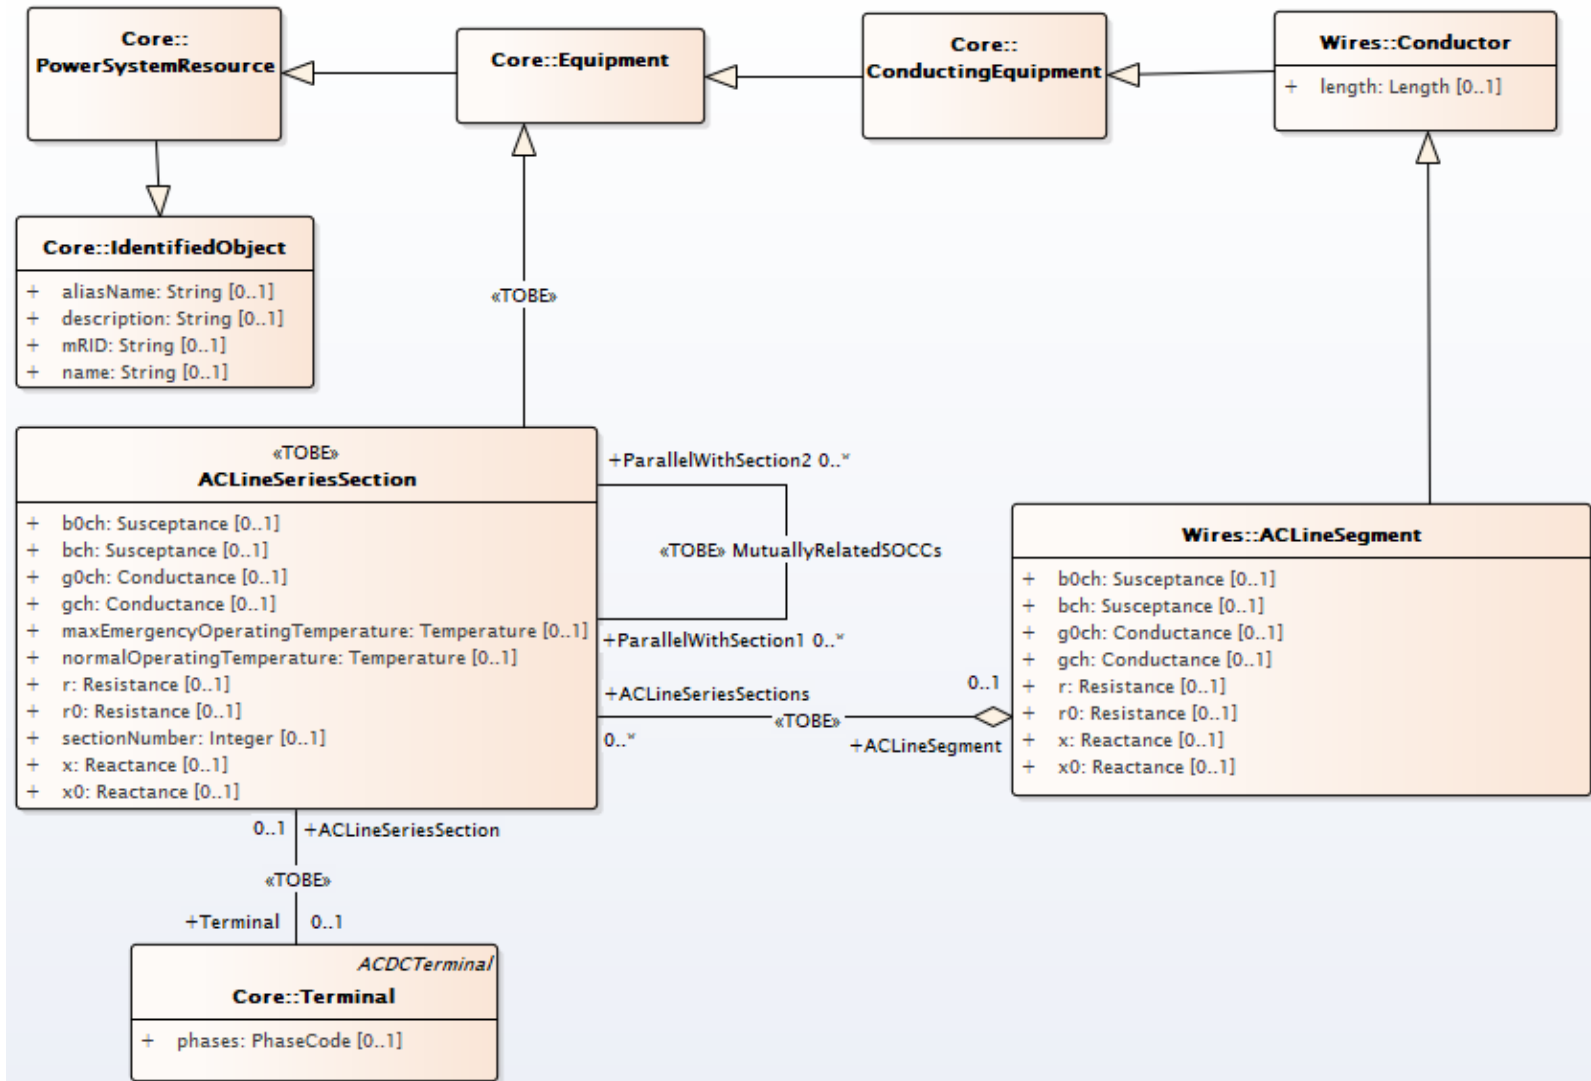 Core::
PowerSystemResource
Core::Equipment
Core::
ConductingEquipment
Wires::Conductor
+ length: Length [0..1]
Core::IdentifiedObject
+ aliasName: String [0..1]
+ description: String [0..1]
+ mRID: String [0..1]
+ name: String [0..1]
«TOBE»
«TOBE»
ACLineSeriesSection
+ b0ch: Susceptance [0..1]
+ bch: Susceptance [0..1]
+ g0ch: Conductance [0..1]
+ gch: Conductance [0..1]
+ maxEmergencyOperatingTemperature: Temperature [0..1]
+ normalOperatingTemperature: Temperature [0..1]
+ r: Resistance [0..1]
+ r0: Resistance [0..1]
+ sectionNumber: Integer [0..1]
+ x: Reactance [0..1]
+ x0: Reactance [0..1]
+ParallelWithSection2 0..*
«TOBE» MutuallyRelatedSOCCs
+ParallelWithSection1 0..*
+ACLineSeriesSections
0..*
«TOBE»
0..1
+ACLineSegment
Wires::ACLineSegment
+ b0ch: Susceptance [0..1]
+ bch: Susceptance [0..1]
+ g0ch: Conductance [0..1]
+ gch: Conductance [0..1]
+ r: Resistance [0..1]
+ r0: Resistance [0..1]
+ x: Reactance [0..1]
+ x0: Reactance [0..1]
0..1 +ACLineSeriesSection
«TOBE»
+Terminal 0..1
ACDCTerminal
Core::Terminal
+ phases: PhaseCode [0..1]